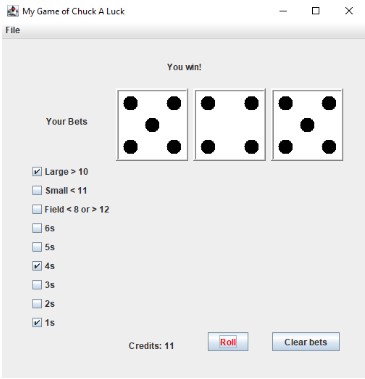 My Game of Chuck A Luck
File
You win!
Your Bets
Large > 10
Small < 11
Field < 8 or > 12
6s
5s
4s
3s
2s
1s
Credits: 11 Roll Clear bets